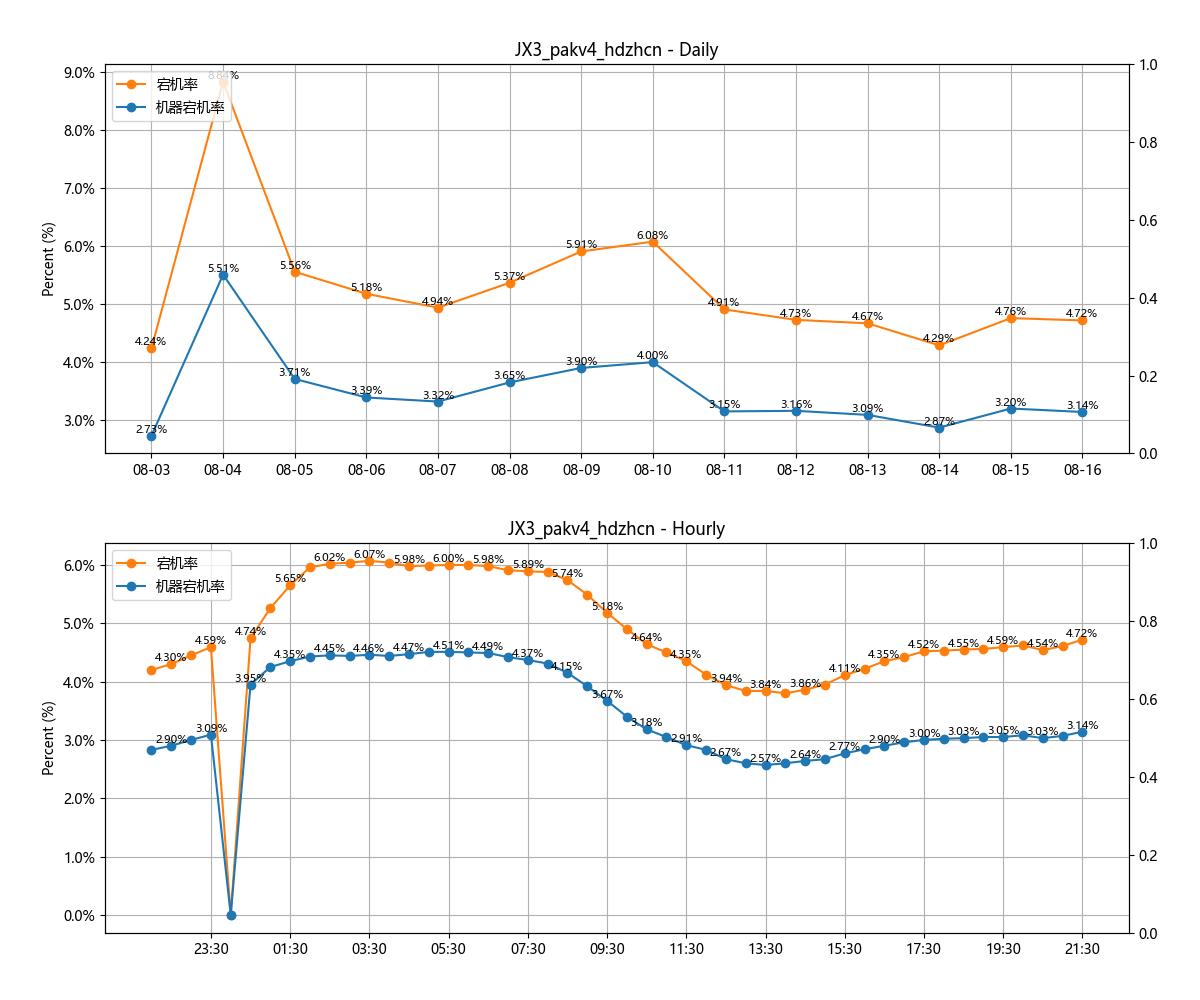 JX3_pakv4_hdzhcn - Daily
宕机率
机器宕机率
Percent (%)
9.0%
8.0%
7.0%
6.0%
5.0%
4.0%
3.0%
1.0
0.8
0.6
0.4
0.2
0.0
4.24% 8.84% 5.56% 5.18% 4.94% 5.37% 5.91% 6.08% 4.91% 4.73% 4.67% 4.29% 4.76% 4.72%
2.73% 5.51% 3.71% 3.39% 3.32% 3.65% 3.90% 4.00% 3.15% 3.16% 3.09% 2.87% 3.20% 3.14%
08-03 08-04 08-05 08-06 08-07 08-08 08-09 08-10 08-11 08-12 08-13 08-14 08-15 08-16
JX3_pakv4_hdzhcn - Hourly
宕机率
机器宕机率
Percent (%)
6.0%
5.0%
4.0%
3.0%
2.0%
1.0%
0.0%
1.0
0.8
0.6
0.4
0.2
0.0
4.30% 4.59% 4.74% 5.65% 6.02% 6.07% 5.98% 6.00% 5.98% 5.89% 5.74% 5.18% 4.64% 4.35% 3.94% 3.84% 3.86% 4.11% 4.35% 4.52% 4.55% 4.59% 4.54% 4.72%
2.90% 3.09% 3.95% 4.35% 4.45% 4.46% 4.47% 4.51% 4.49% 4.37% 4.15% 3.67% 3.18% 2.91% 2.67% 2.57% 2.64% 2.77% 2.90% 3.00% 3.03% 3.05% 3.03% 3.14%
23:30 01:30 03:30 05:30 07:30 09:30 11:30 13:30 15:30 17:30 19:30 21:30